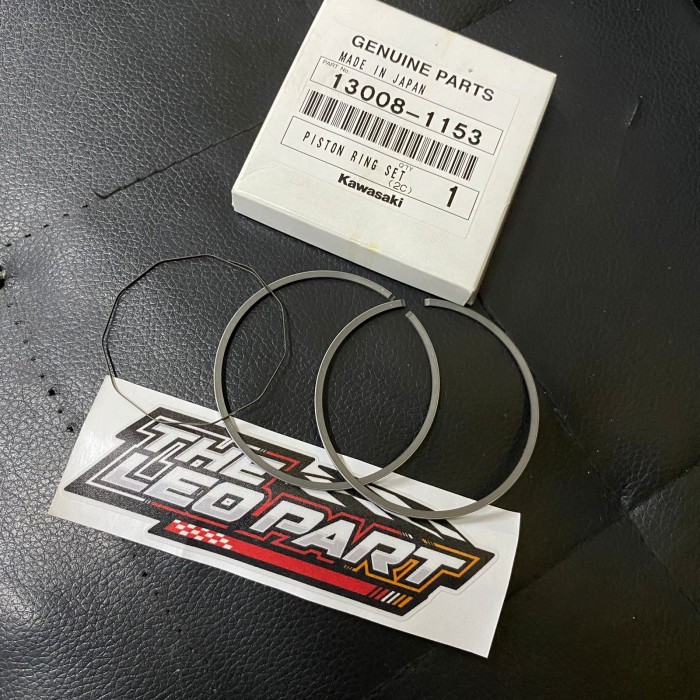 GENUINE PARTS
MADE IN JAPAN
PART No.
13008-1153
PISTON RING SET
Q'TY
(2C)
1
Kawasaki
THE
LEO PART